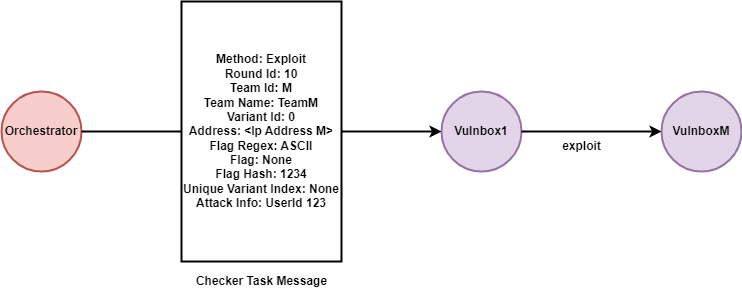 Orchestrator
Method: Exploit
Round Id: 10
Team Id: M
Team Name: TeamM
Variant Id: 0
Address: <Ip Address M>
Flag Regex: ASCII
Flag: None
Flag Hash: 1234
Unique Variant Index: None
Attack Info: UserId 123
Checker Task Message
Vulnbox1
exploit
VulnboxM